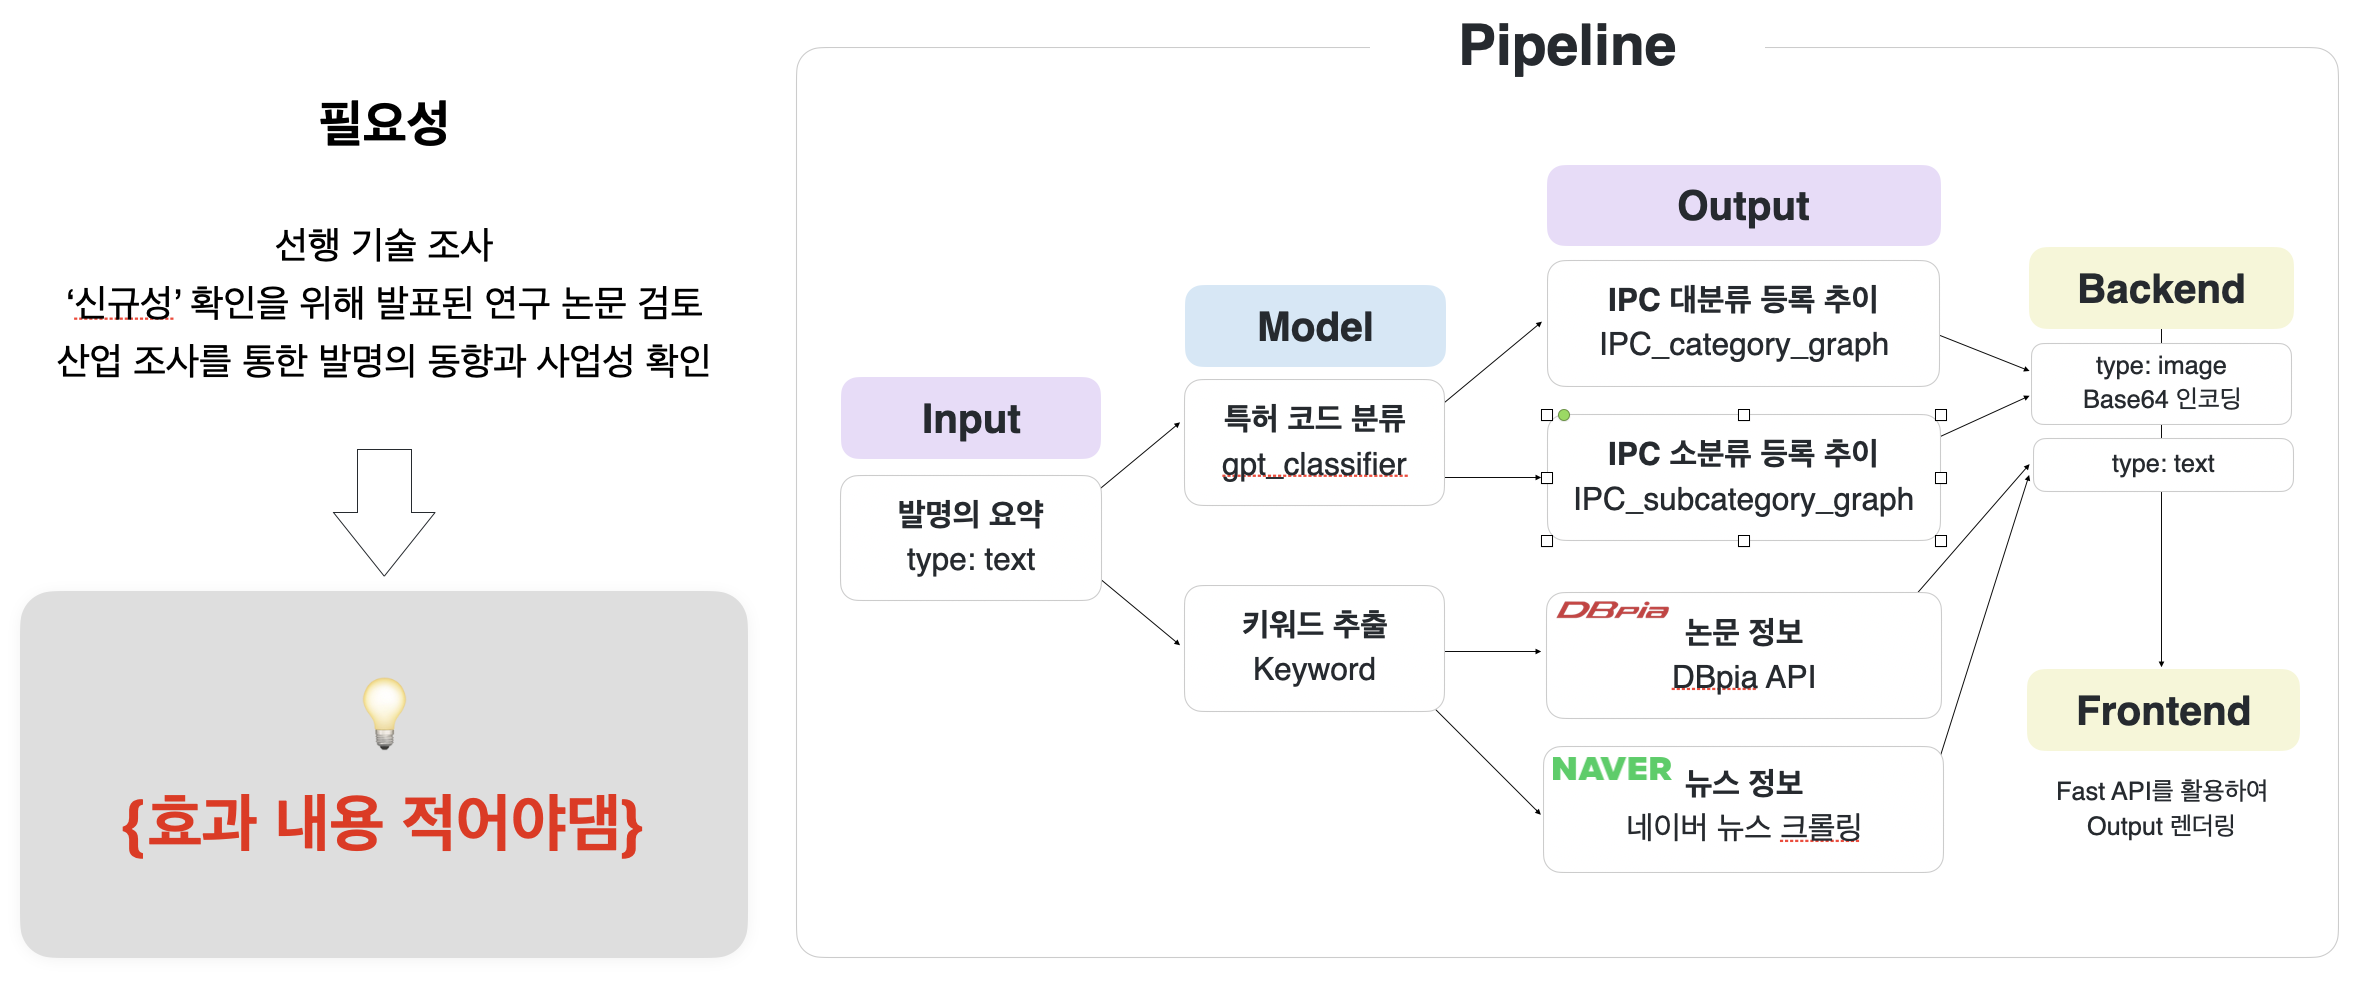 필요성
선행 기술 조사
‘신규성’ 확인을 위해 발표된 연구 논문 검토
산업 조사를 통한 발명의 동향과 사업성 확인
{효과 내용 적어야댐}
Pipeline
Input
발명의 요약
type: text
Model
특허 코드 분류
gpt_classifier
키워드 추출
Keyword
Output
IPC 대분류 등록 추이
IPC_category_graph
IPC 소분류 등록 추이
IPC_subcategory_graph
DBpia
논문 정보
DBpia API
NAVER
뉴스 정보
네이버 뉴스 크롤링
Backend
type: image
Base64 인코딩
type: text
Frontend
Fast API를 활용하여
Output 렌더링